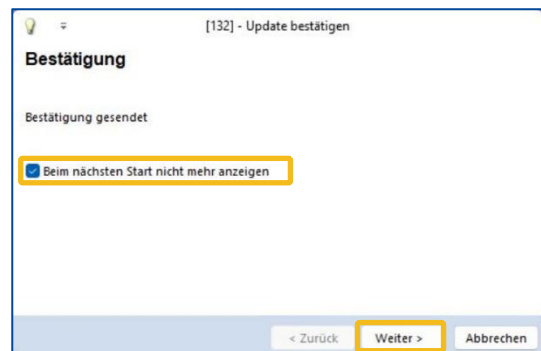 [132] - Update bestätigen
Bestätigung
Bestätigung gesendet
Beim nächsten Start nicht mehr anzeigen
< Zurück Weiter > Abbrechen